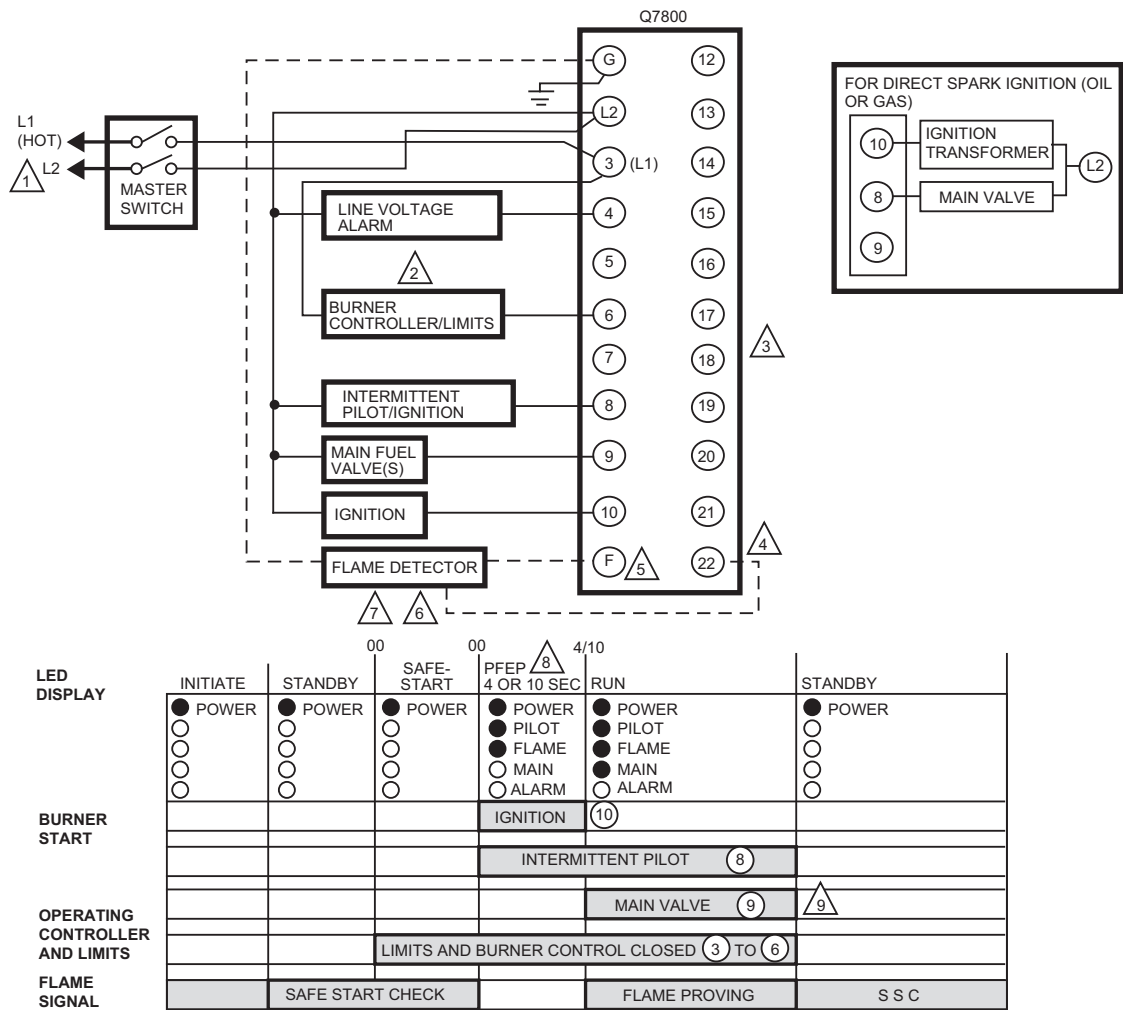 Q7800
G
12
L2
13
3
(L1)
14
4
15
5
16
6
17
7
18
8
19
9
20
10
21
F
22
L1
(HOT)
1
L2
MASTER
SWITCH
LINE VOLTAGE
ALARM
2
BURNER
CONTROLLER/LIMITS
3
INTERMITTENT
PILOT/IGNITION
MAIN FUEL
VALVE(S)
IGNITION
FLAME DETECTOR
4
5
7
6
FOR DIRECT SPARK IGNITION (OIL
OR GAS)
10
IGNITION
TRANSFORMER
8
MAIN VALVE
L2
9
00
00
4/10
LED
DISPLAY
INITIATE
STANDBY
SAFE-
START
PFEP
8
4 OR 10 SEC
RUN
STANDBY
POWER
POWER
POWER
POWER
PILOT
FLAME
MAIN
ALARM
POWER
PILOT
FLAME
MAIN
ALARM
POWER
BURNER
START
IGNITION
10
INTERMITTENT PILOT
8
MAIN VALVE
9
9
OPERATING
CONTROLLER
AND LIMITS
LIMITS AND BURNER CONTROL CLOSED 3 TO 6
FLAME
SIGNAL
SAFE START CHECK
FLAME PROVING
S S C